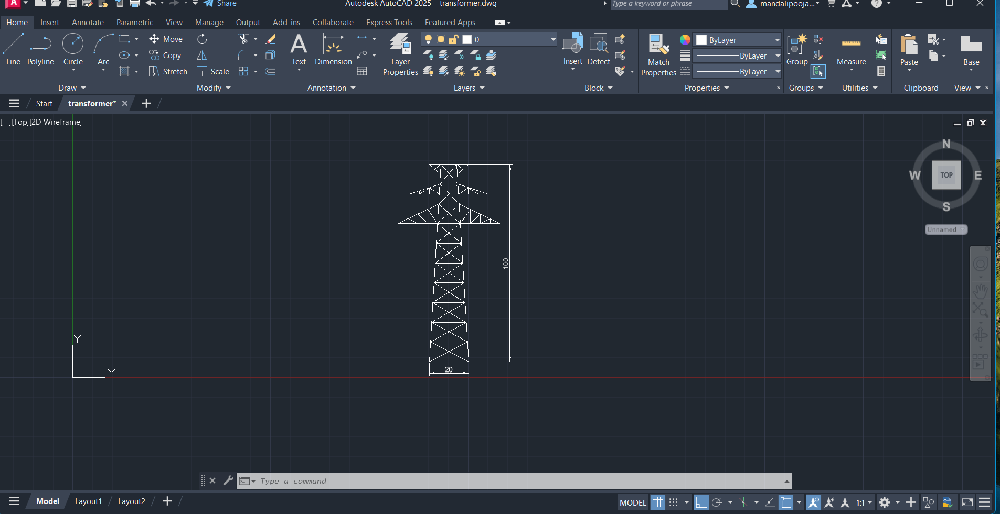 A Share Autodesk AutoCAD 2025 transformer.dwg Type a keyword or phrase mandalipooja... ?
Home Insert Annotate Parametric View Manage Output Add-ins Collaborate Express Tools Featured Apps
Line Polyline Circle Arc
Move
Copy
Stretch Scale
A
Text Dimension
Layer
Properties
0
Insert Detect
Match
Properties
ByLayer
ByLayer
ByLayer
Group Measure Paste Base
Draw Modify Annotation Layers Block Properties Groups Utilities Clipboard View
Start transformer*
[−][Top][2D Wireframe]
N
W TOP E
S
Unnamed
100
20
Y
X
Type a command
Model Layout1 Layout2
MODEL 1:1